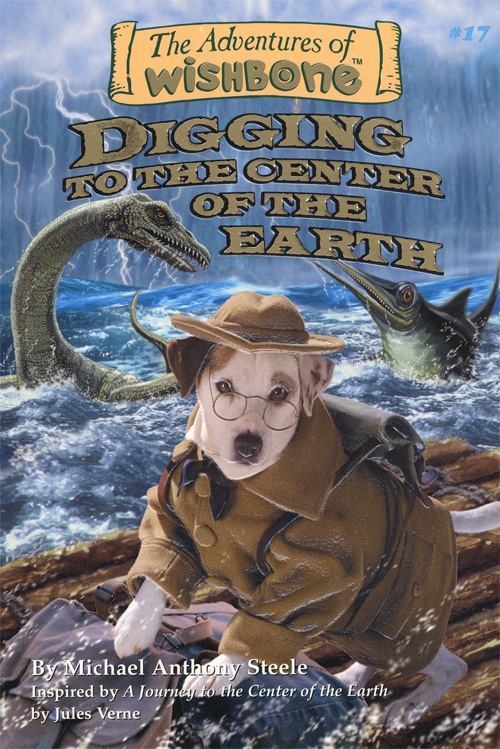 #17
The Adventures of
WISHBONE™
DIGGING
TO THE CENTER
OF THE
EARTH
By Michael Anthony Steele
Inspired by A Journey to the Center of the Earth
by Jules Verne